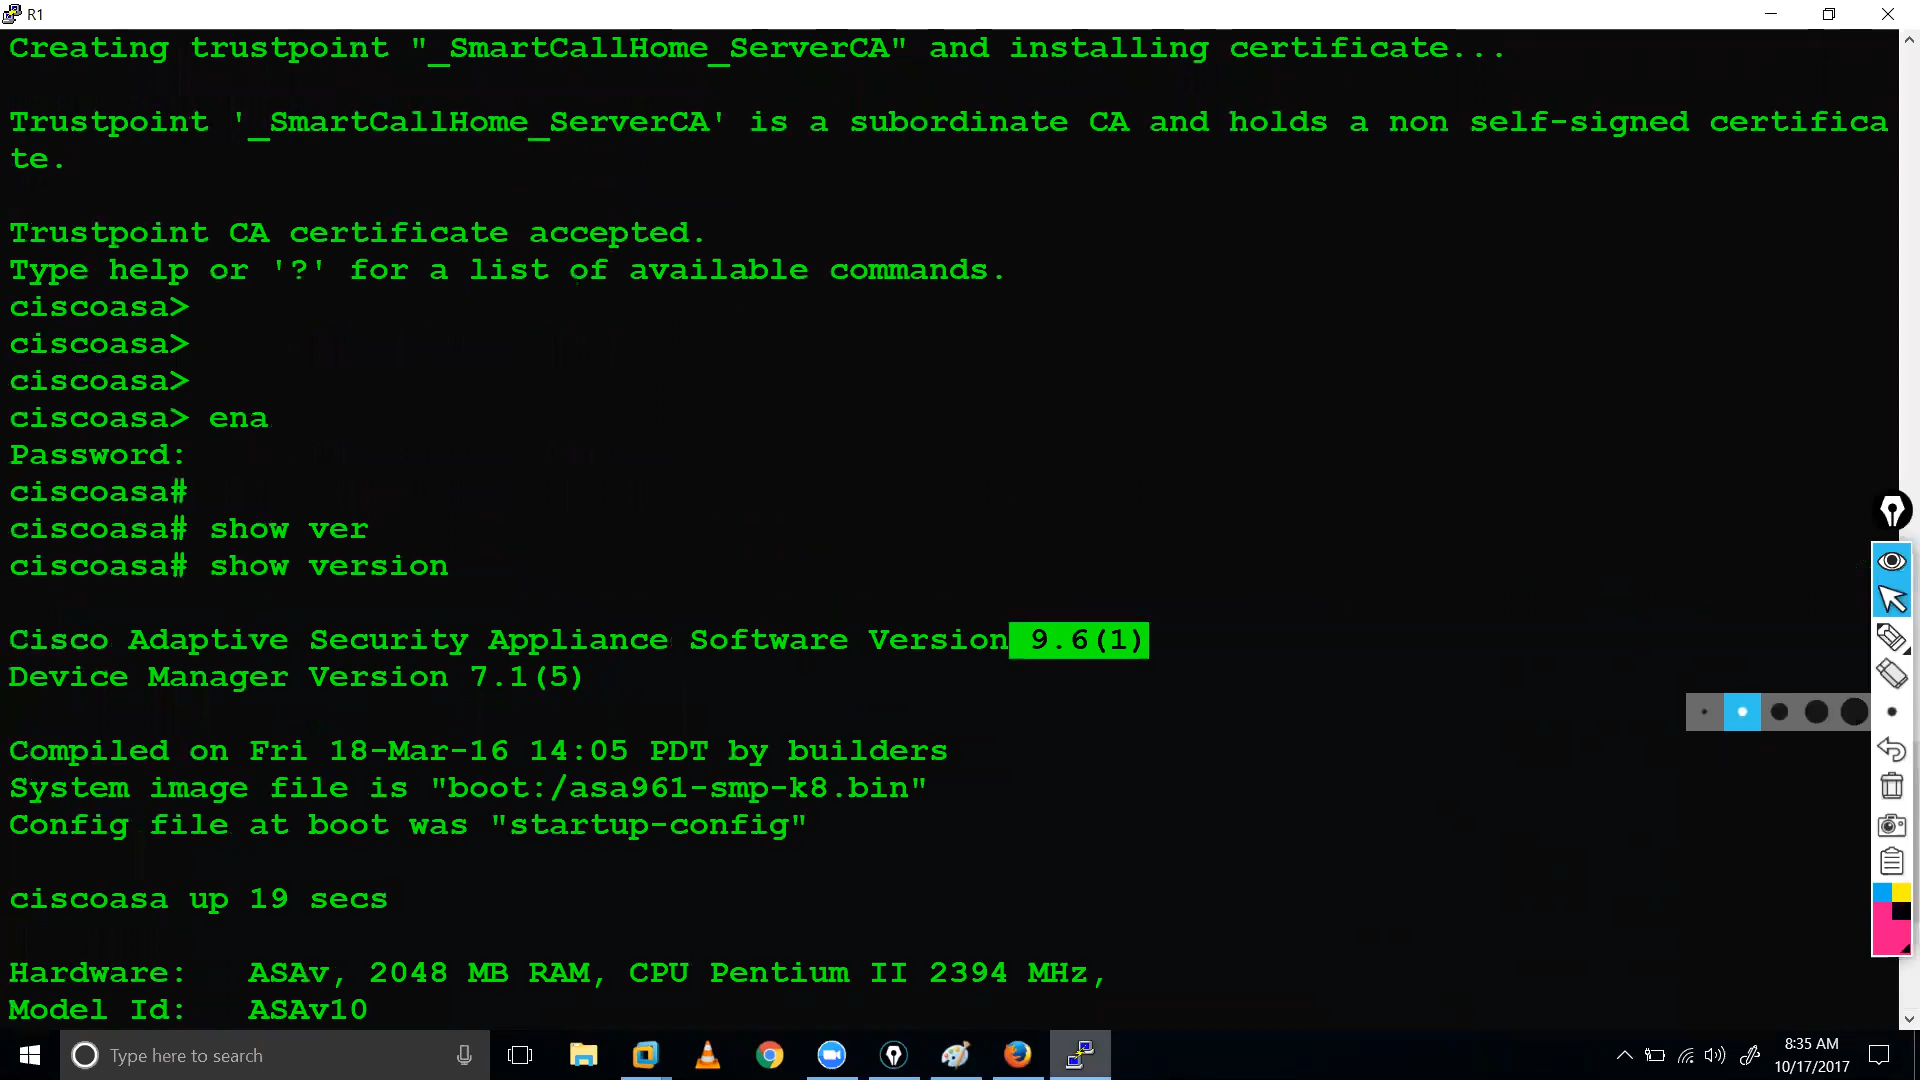 R1
Creating trustpoint "_SmartCallHome_ServerCA" and installing certificate...
Trustpoint '_SmartCallHome_ServerCA' is a subordinate CA and holds a non self-signed certifica
te.
Trustpoint CA certificate accepted.
Type help or '?' for a list of available commands.
ciscoasa>
ciscoasa>
ciscoasa>
ciscoasa> ena
Password:
ciscoasa#
ciscoasa# show ver
ciscoasa# show version
Cisco Adaptive Security Appliance Software Version 9.6(1)
Device Manager Version 7.1(5)
Compiled on Fri 18-Mar-16 14:05 PDT by builders
System image file is "boot:/asa961-smp-k8.bin"
Config file at boot was "startup-config"
ciscoasa up 19 secs
Hardware:   ASAv, 2048 MB RAM, CPU Pentium II 2394 MHz,
Model Id:   ASAv10
Type here to search
8:35 AM
10/17/2017